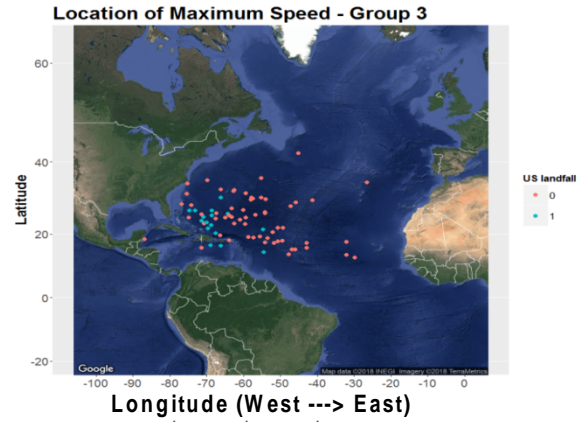 Location of Maximum Speed - Group 3
60
40
20
0
-20
Latitude
US landfall
0
1
Google
Map data ©2018 INEGI Imagery ©2018 TerraMetrics
-100 -90 -80 -70 -60 -50 -40 -30 -20 -10 0
Longitude (West ---> East)